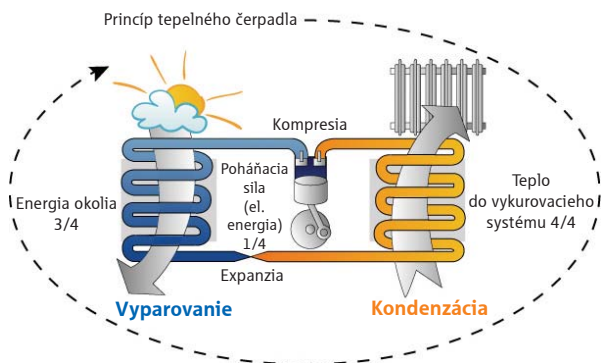 Princíp tepelného čerpadla
Kompresia
Poháňacia
sila
(el.
energia)
1/4
Energia okolia
3/4
Teplo
do vykurovacieho
systému 4/4
Expanzia
Vyparovanie
Kondenzácia